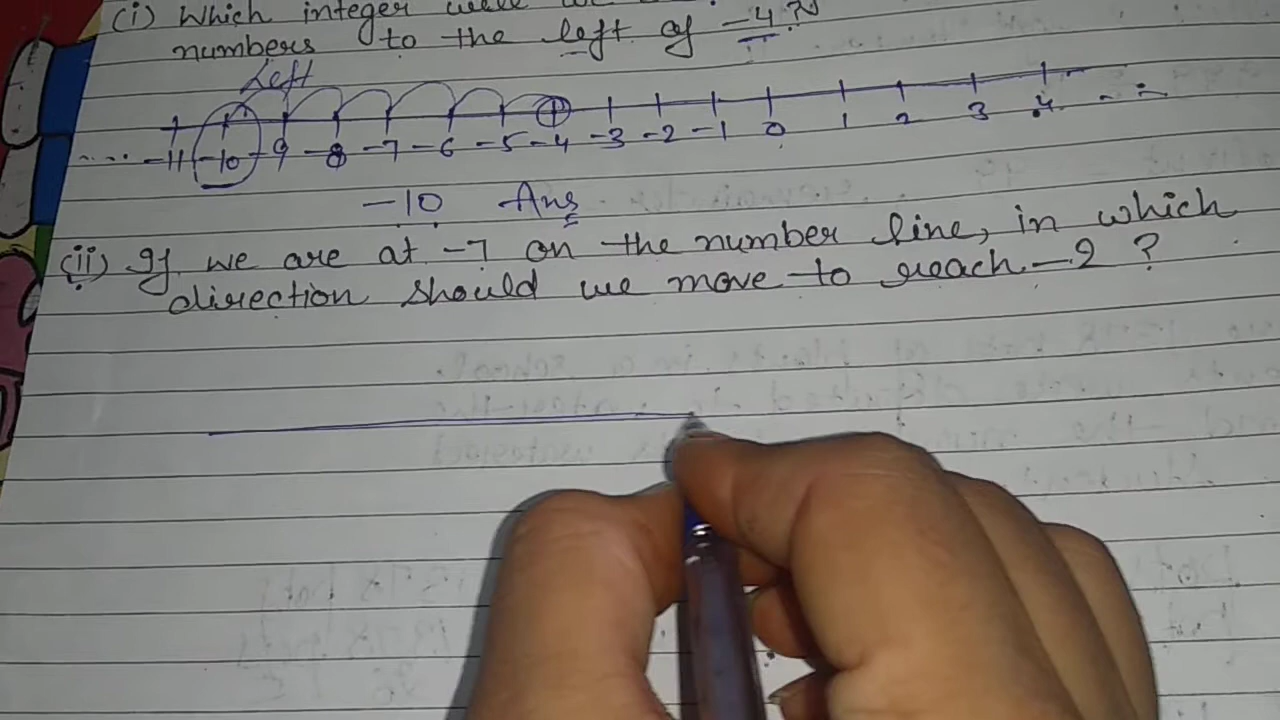 (i) Which integer
numbers to the left of -4?
Left
.... -11 -10 -9 -8 -7 -6 -5 -4 -3 -2 -1 0 1 2 3 4
-10 Ans
(ii) If we are at -7 on the number line, in which
direction should we move to reach -2 ?